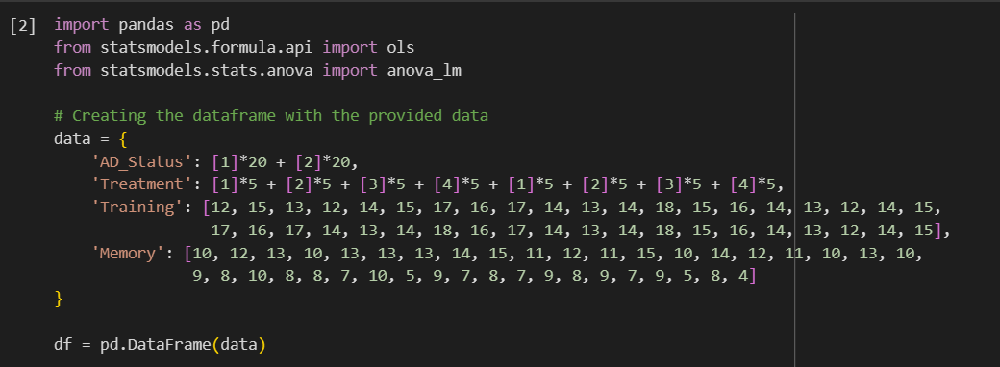 [2] import pandas as pd
from statsmodels.formula.api import ols
from statsmodels.stats.anova import anova_lm
# Creating the dataframe with the provided data
data = {
'AD_Status': [1]*20 + [2]*20,
'Treatment': [1]*5 + [2]*5 + [3]*5 + [4]*5 + [1]*5 + [2]*5 + [3]*5 + [4]*5,
'Training': [12, 15, 13, 12, 14, 15, 17, 16, 17, 14, 13, 14, 18, 15, 16, 14, 13, 12, 14, 15,
17, 16, 17, 14, 13, 14, 18, 16, 17, 14, 13, 14, 18, 15, 16, 14, 13, 12, 14, 15],
'Memory': [10, 12, 13, 10, 13, 13, 13, 14, 15, 11, 12, 11, 15, 10, 14, 12, 11, 10, 13, 10,
9, 8, 10, 8, 8, 7, 10, 5, 9, 7, 8, 7, 9, 8, 9, 7, 9, 5, 8, 4]
}
df = pd.DataFrame(data)